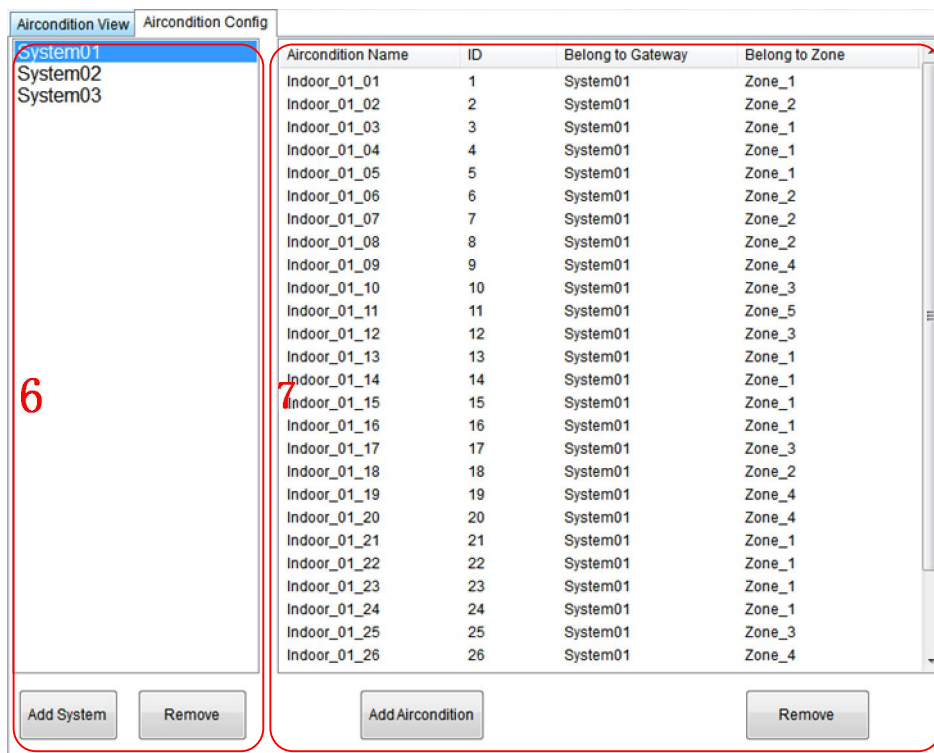 Aircondition View Aircondition Config
System01
System02
System03
6
Aircondition Name ID Belong to Gateway Belong to Zone
Indoor_01_01 1 System01 Zone_1
Indoor_01_02 2 System01 Zone_2
Indoor_01_03 3 System01 Zone_1
Indoor_01_04 4 System01 Zone_1
Indoor_01_05 5 System01 Zone_1
Indoor_01_06 6 System01 Zone_2
Indoor_01_07 7 System01 Zone_2
Indoor_01_08 8 System01 Zone_2
Indoor_01_09 9 System01 Zone_4
Indoor_01_10 10 System01 Zone_3
Indoor_01_11 11 System01 Zone_5
Indoor_01_12 12 System01 Zone_3
Indoor_01_13 13 System01 Zone_1
Indoor_01_14 14 System01 Zone_1
7
Indoor_01_15 15 System01 Zone_1
Indoor_01_16 16 System01 Zone_1
Indoor_01_17 17 System01 Zone_3
Indoor_01_18 18 System01 Zone_2
Indoor_01_19 19 System01 Zone_4
Indoor_01_20 20 System01 Zone_4
Indoor_01_21 21 System01 Zone_1
Indoor_01_22 22 System01 Zone_1
Indoor_01_23 23 System01 Zone_1
Indoor_01_24 24 System01 Zone_1
Indoor_01_25 25 System01 Zone_3
Indoor_01_26 26 System01 Zone_4
Add System Remove Add Aircondition Remove